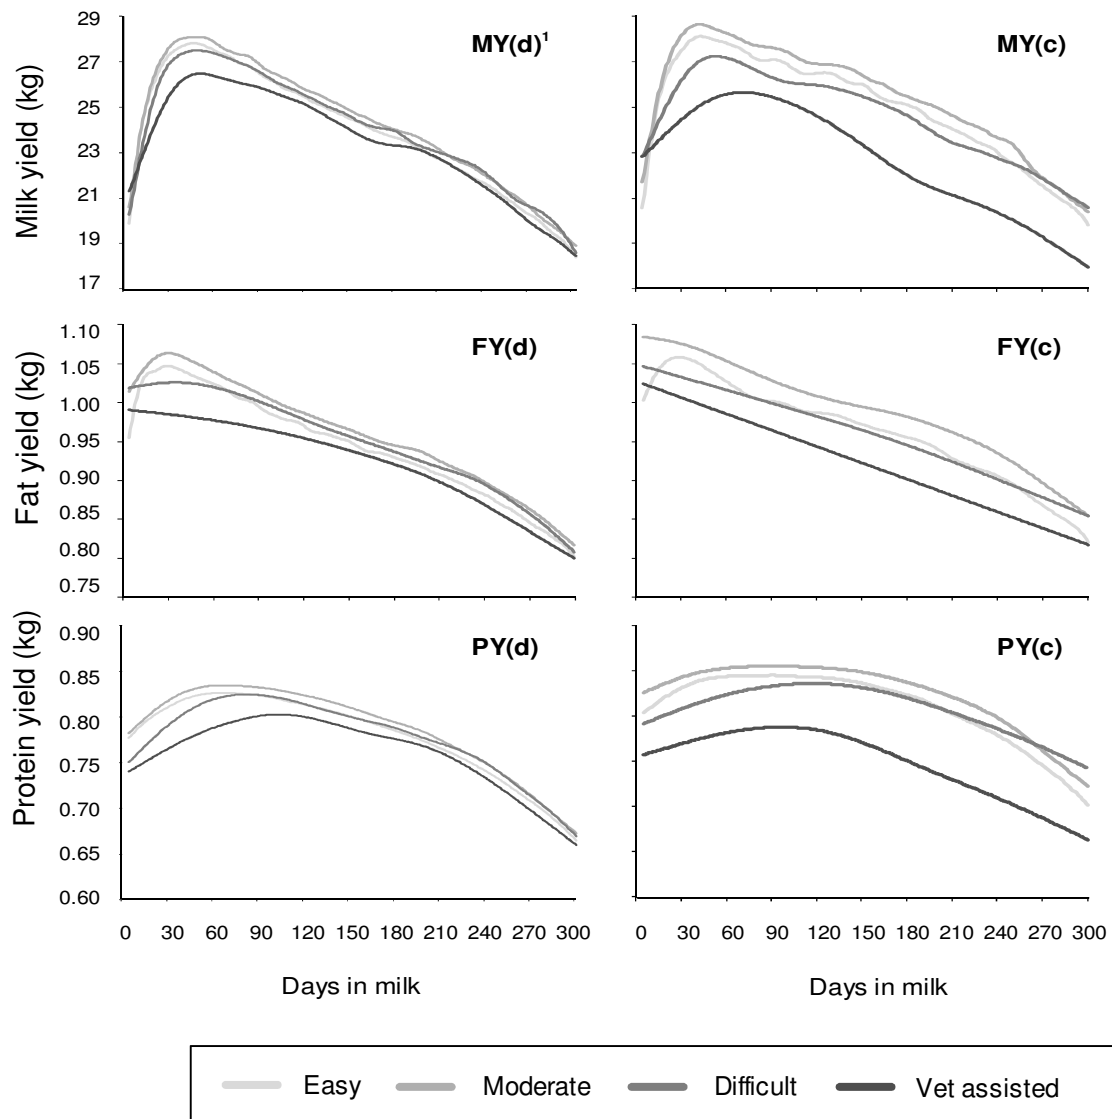 MY(d)¹
MY(c)
Milk yield (kg)
29
27
25
23
21
19
17
FY(d)
FY(c)
Fat yield (kg)
1.10
1.05
1.00
0.95
0.90
0.85
0.80
0.75
PY(d)
PY(c)
Protein yield (kg)
0.90
0.85
0.80
0.75
0.70
0.65
0.60
0 30 60 90 120 150 180 210 240 270 300
0 30 60 90 120 150 180 210 240 270 300
Days in milk
Days in milk
Easy Moderate Difficult Vet assisted